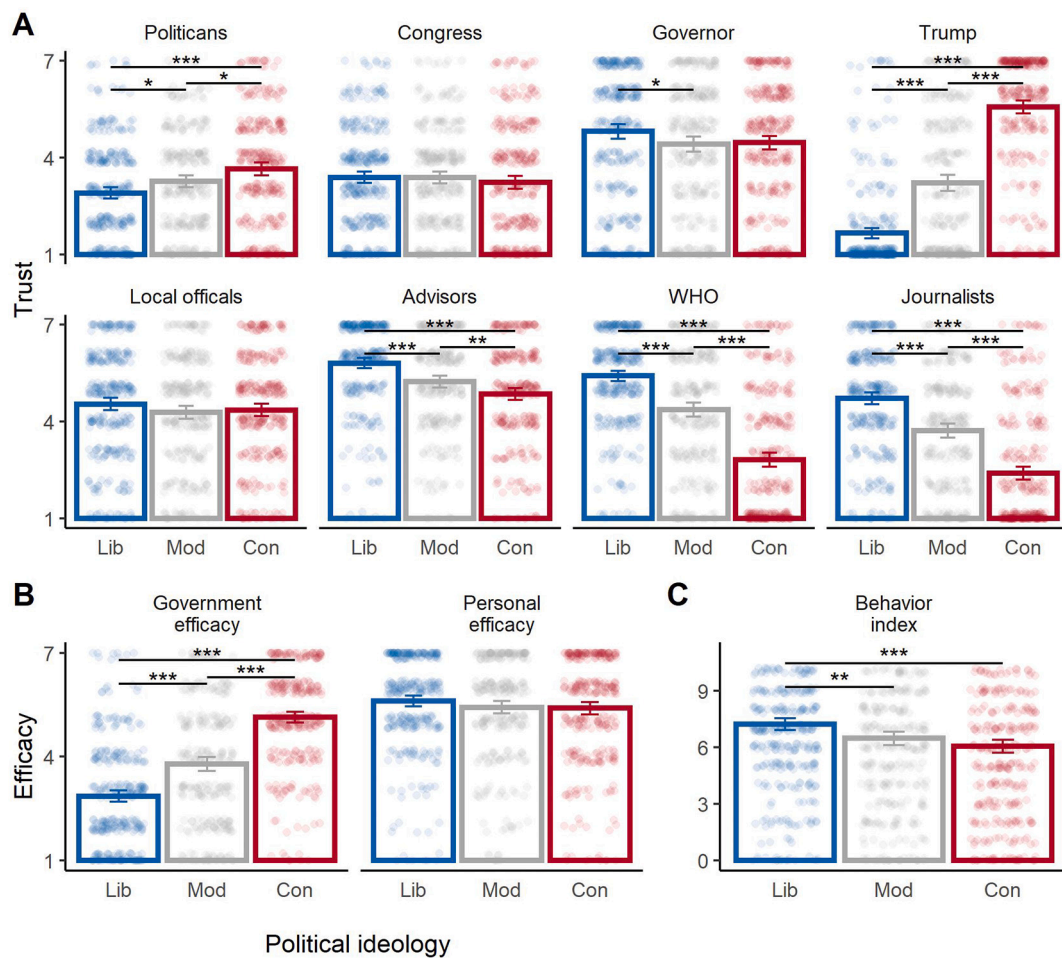 A
Politicans
Congress
Governor
Trump
7
4
1
***
*
*
*
***
***
***
Trust
Local officals
Advisors
WHO
Journalists
7
4
1
***
***
**
***
***
***
***
***
***
Lib Mod Con
Lib Mod Con
Lib Mod Con
Lib Mod Con
B
Government
efficacy
Personal
efficacy
7
4
1
***
***
***
Efficacy
Lib Mod Con
Lib Mod Con
C
Behavior
index
9
6
3
0
***
**
Lib Mod Con
Political ideology